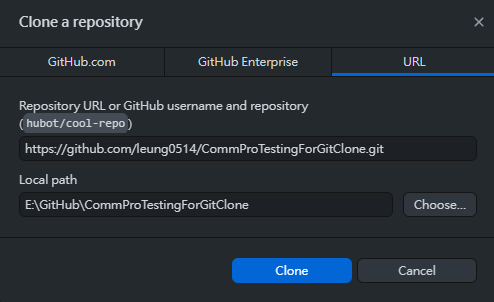 Clone a repository
GitHub.com
GitHub Enterprise
URL
Repository URL or GitHub username and repository
(hubot/cool-repo)
https://github.com/leung0514/CommProTestingForGitClone.git
Local path
E:\GitHub\CommProTestingForGitClone
Choose...
Clone
Cancel